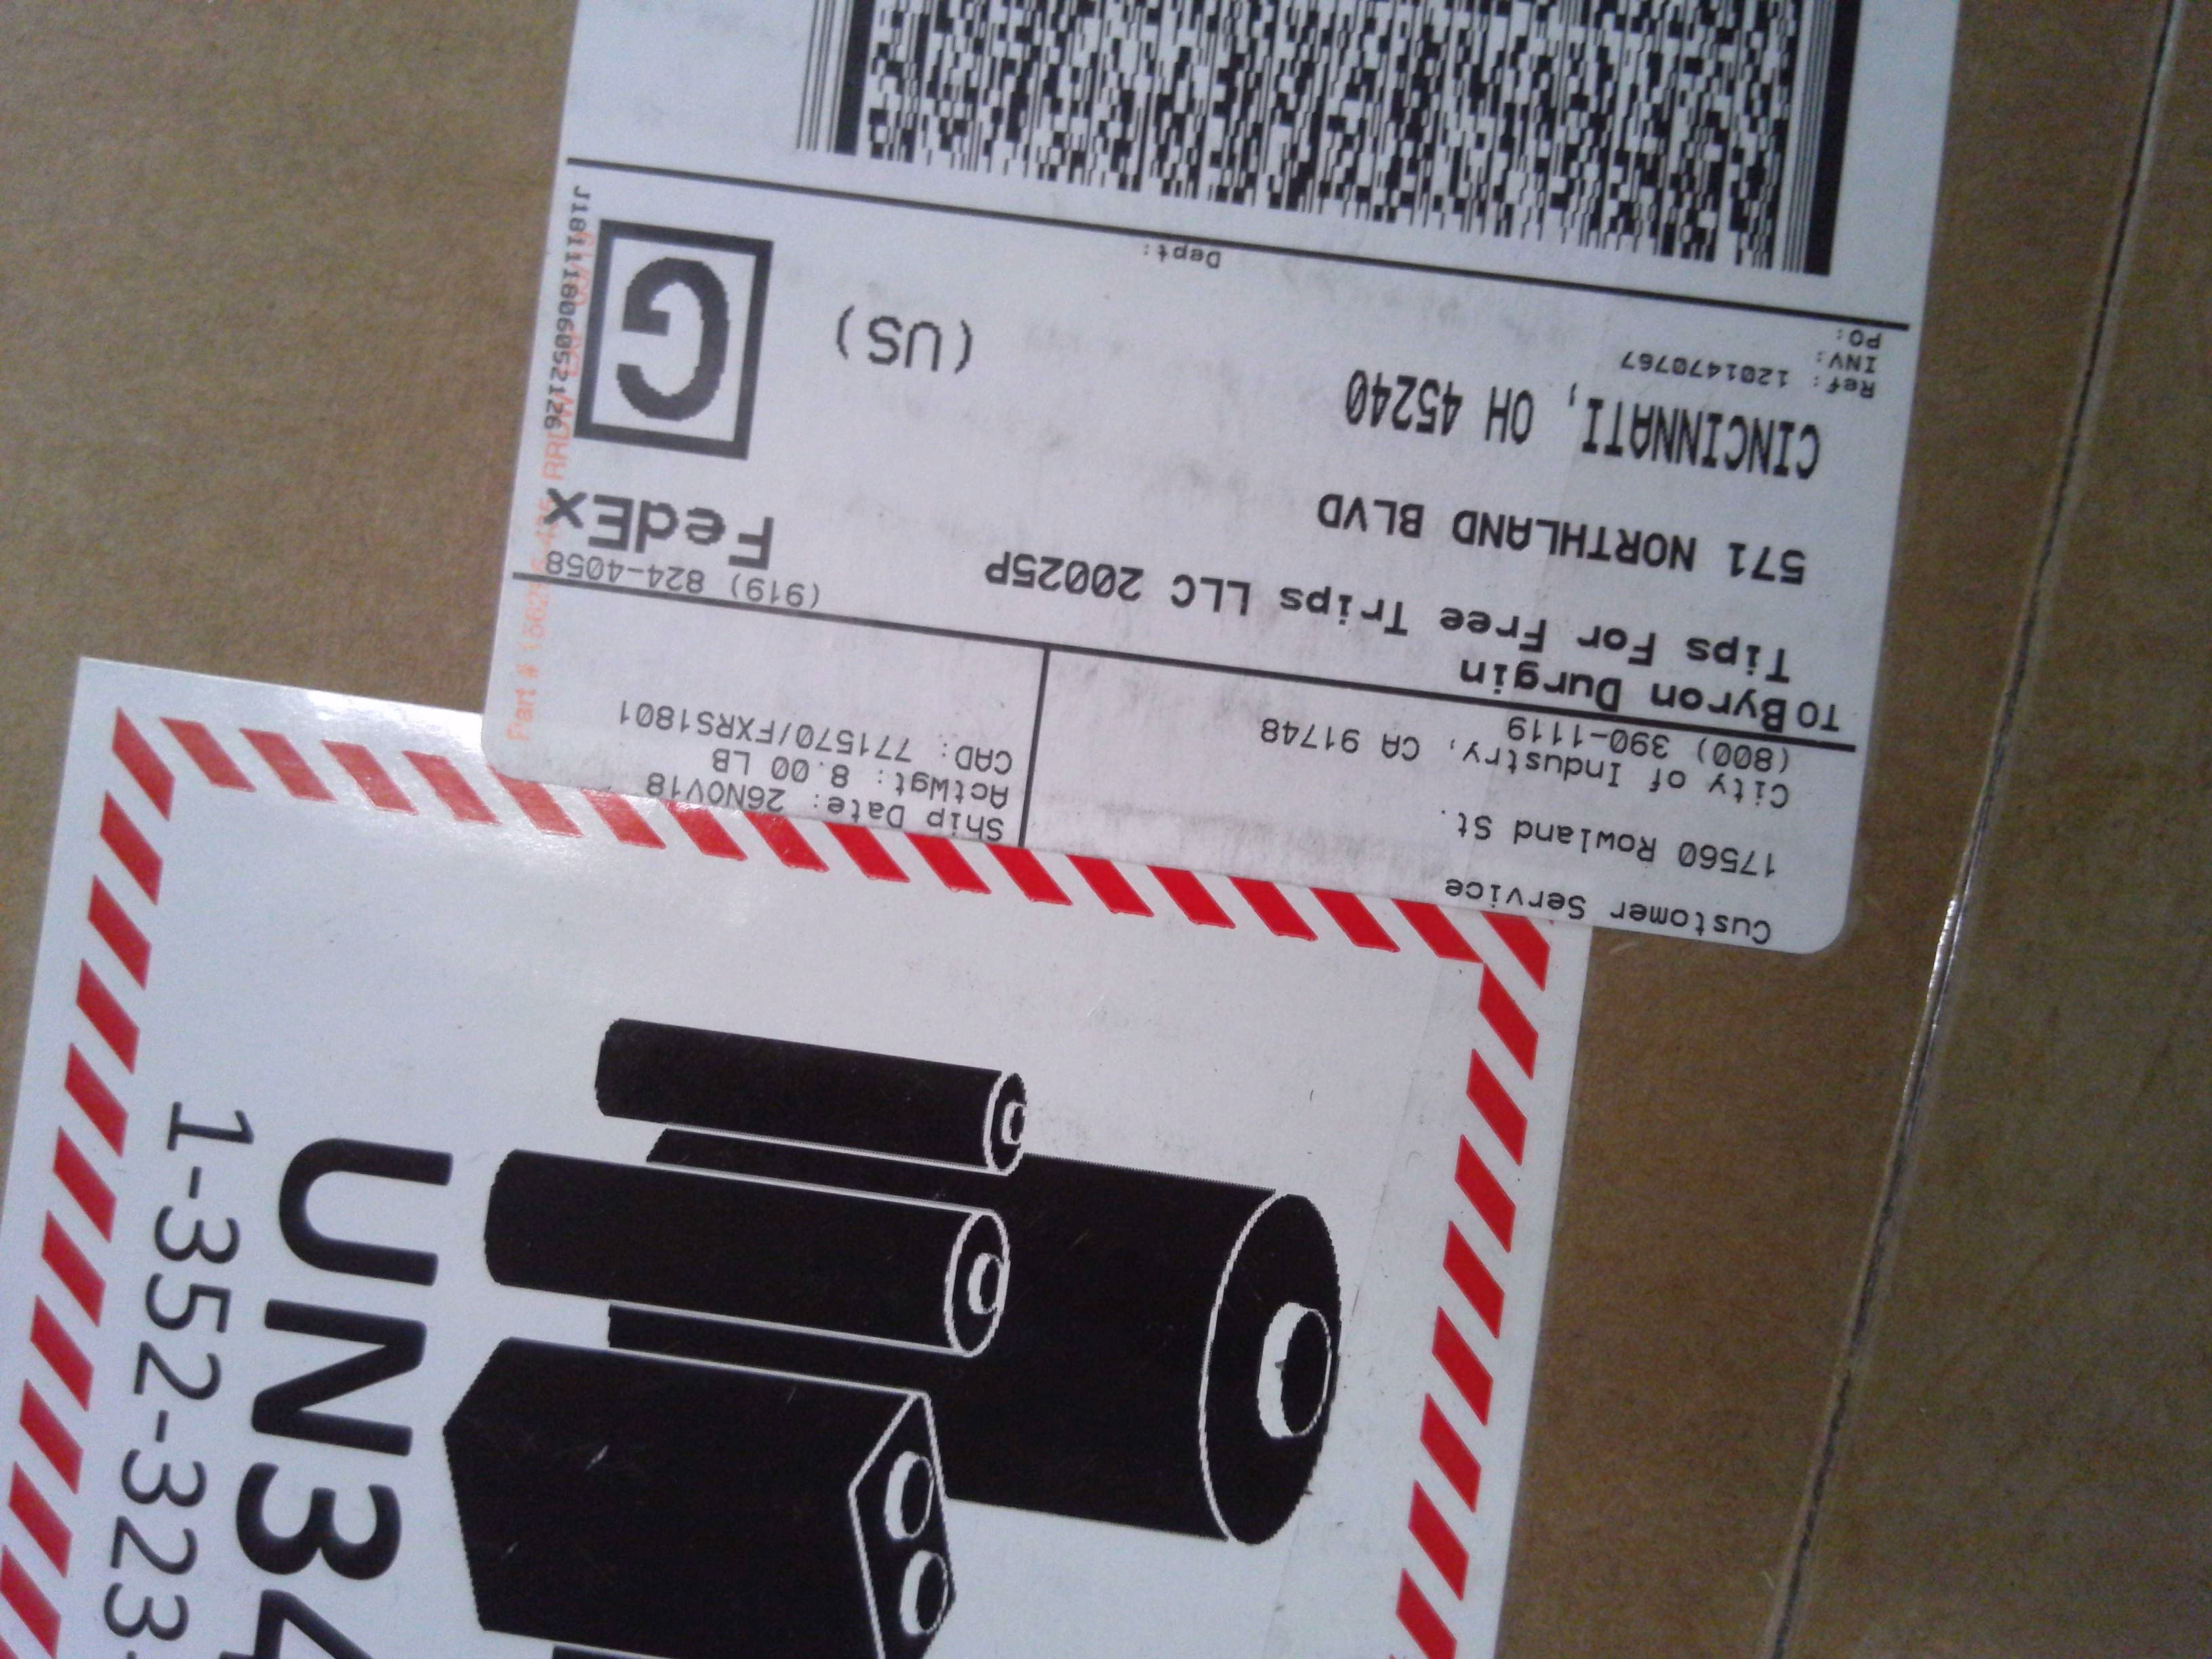 Customer Service
17560 Rowland St.
City of Industry, CA 91748
(800) 390-1119
Ship Date: 26NOV18
ActWgt: 8.00 LB
CAD: 771570/FXRS1801
TO Byron Durgin
Tips For Free Trips LLC 20025P
571 NORTHLAND BLVD
CINCINNATI, OH 45240
(US)
(919) 824-4058
FedEx
G
Ref: 1201470767
INV:
PO:
Dept:
J18111806052126
Part #
UN34
1-352-323-